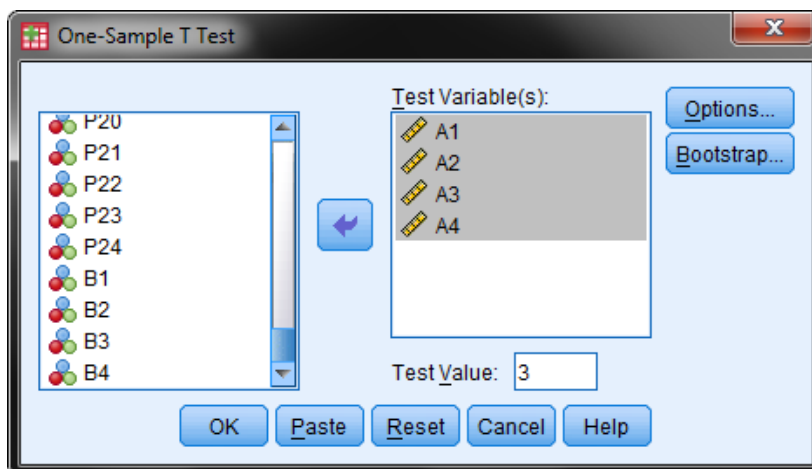 One-Sample T Test
X
P20
P21
P22
P23
P24
B1
B2
B3
B4
Test Variable(s):
A1
A2
A3
A4
Options...
Bootstrap...
Test Value: 3
OK Paste Reset Cancel Help